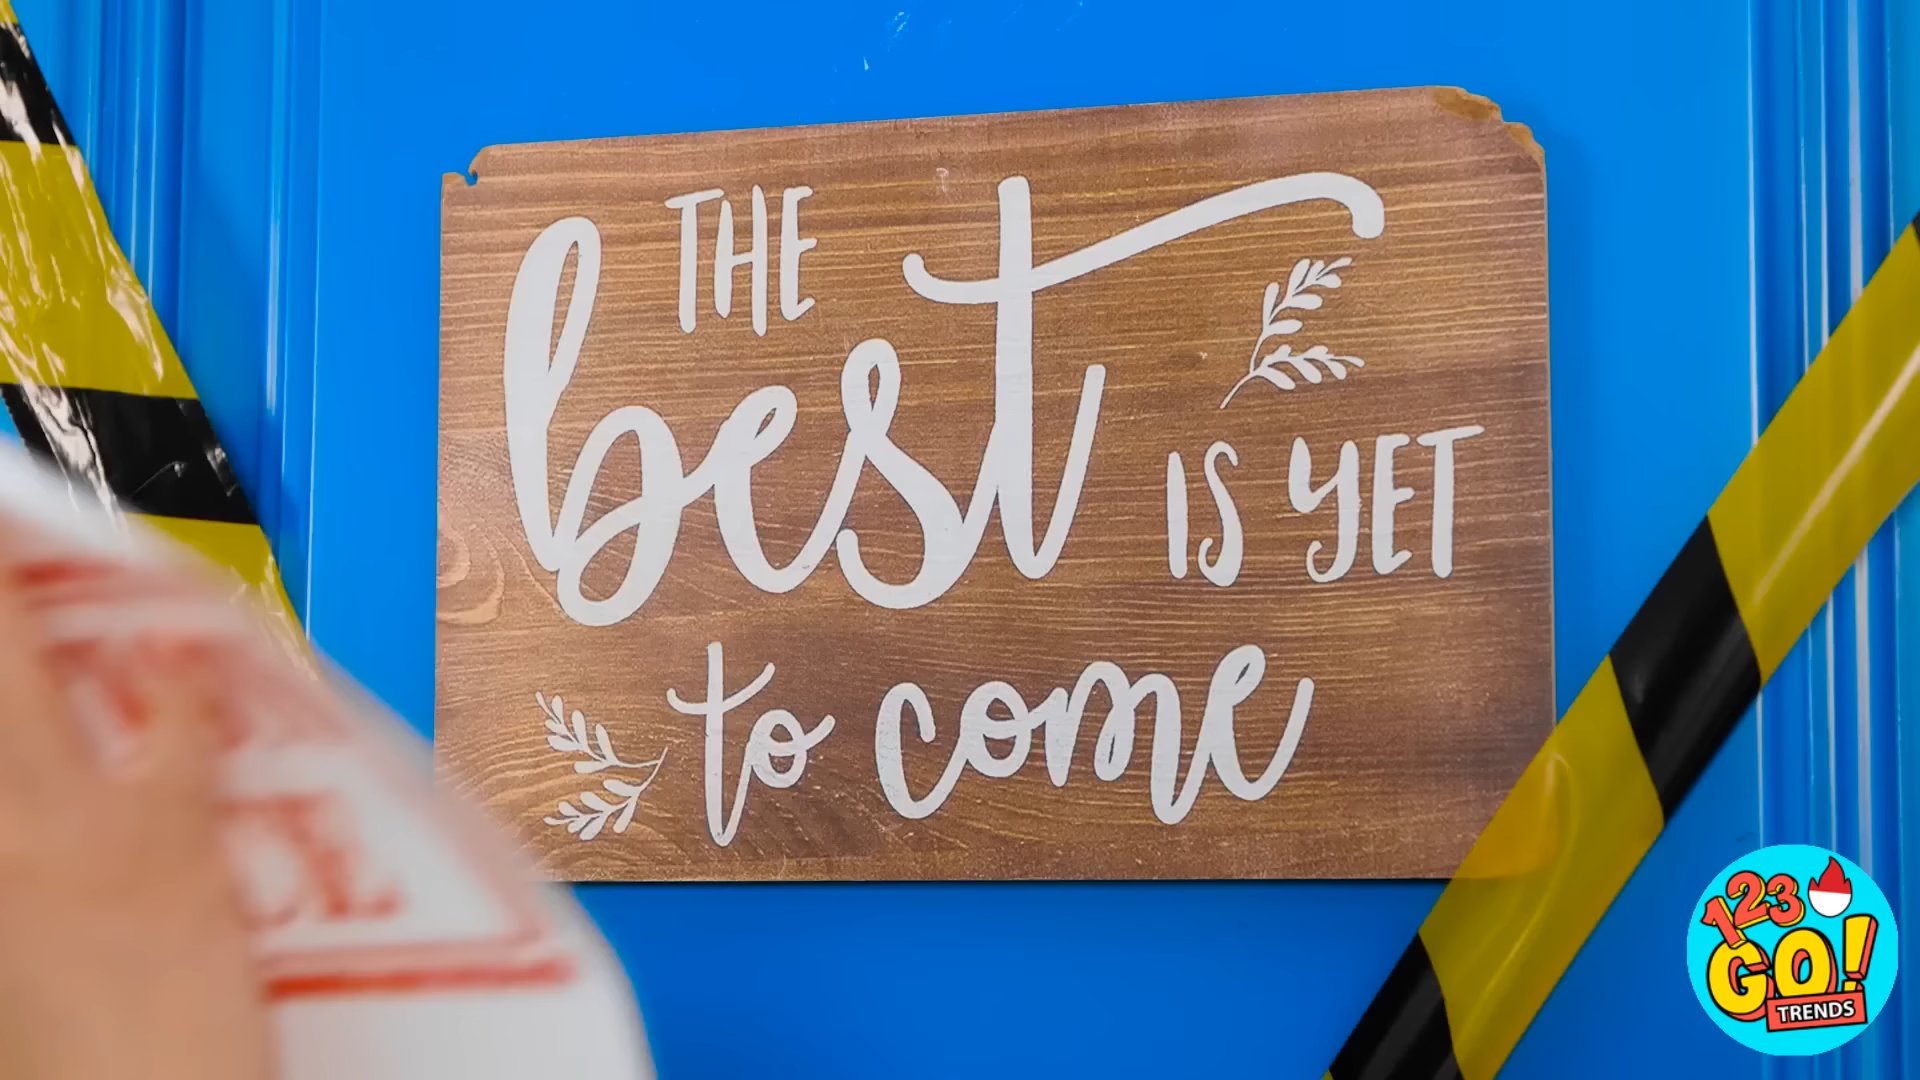 THE
best
IS YET
to come
123
GO!
TRENDS